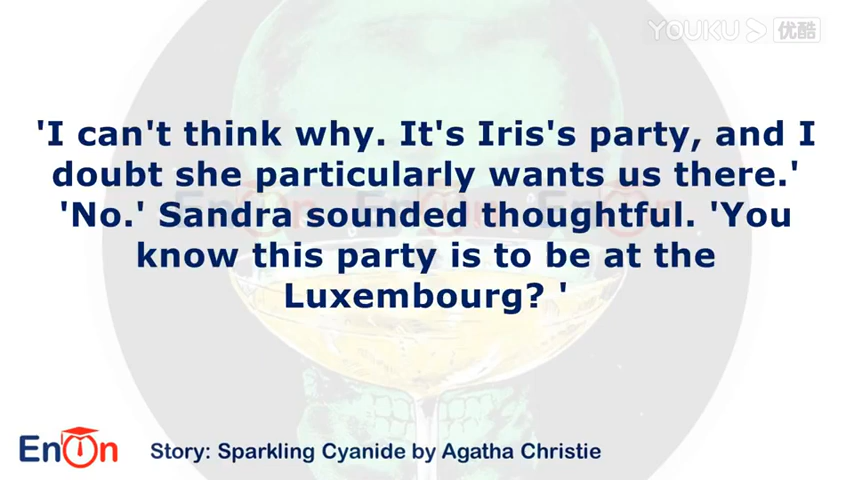 YOUKU 优酷
'I can't think why. It's Iris's party, and I
doubt she particularly wants us there.'
'No.' Sandra sounded thoughtful. 'You
know this party is to be at the
Luxembourg? '
EnOn
Story: Sparkling Cyanide by Agatha Christie